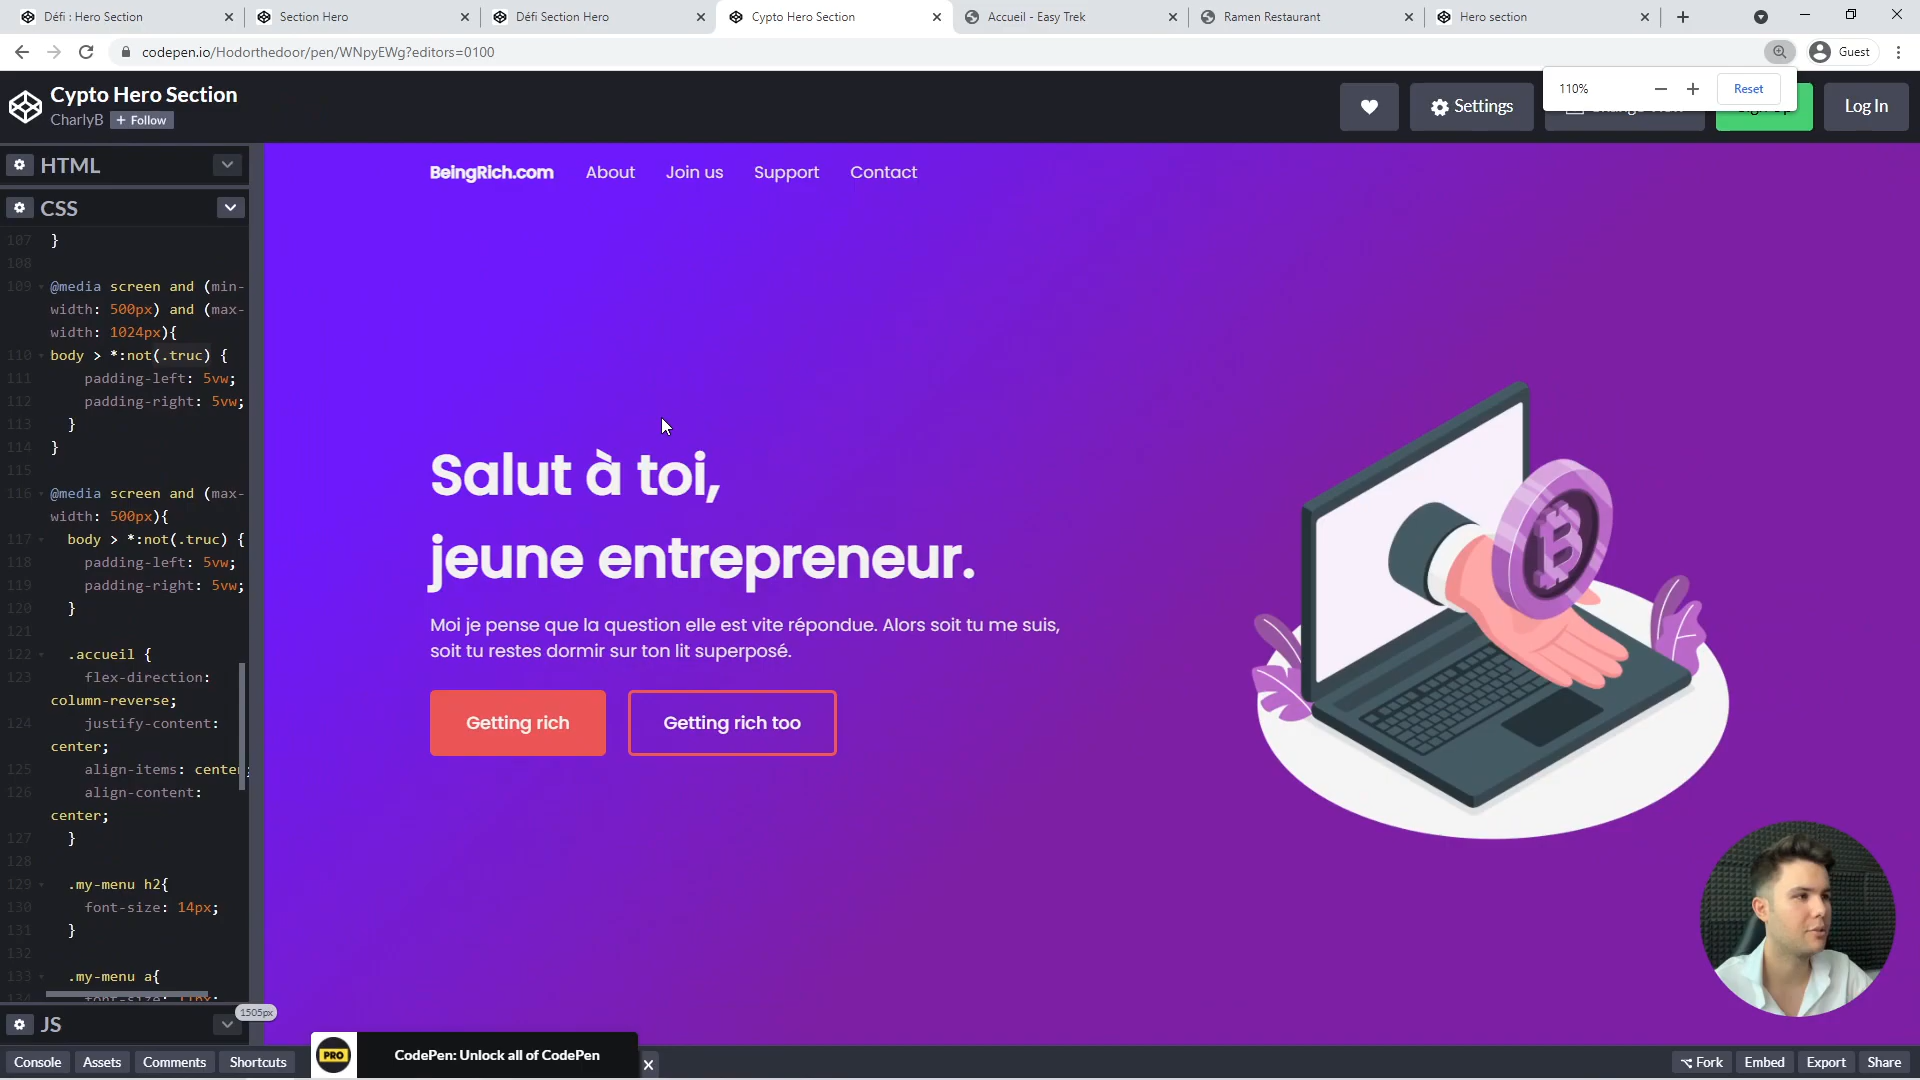 Défi : Hero Section
Section Hero
Défi Section Hero
Cypto Hero Section
Accueil - Easy Trek
Ramen Restaurant
Hero section
codepen.io/Hodorthedoor/pen/WNpyEWg?editors=0100
Guest
110%
Reset
Cypto Hero Section
CharlyB
+ Follow
Settings
Log In
HTML
CSS
107 }
108
109 @media screen and (min-
width: 500px) and (max-
width: 1024px){
110 body > *:not(.truc) {
111 padding-left: 5vw;
112 padding-right: 5vw;
113 }
114 }
115
116 @media screen and (max-
width: 500px){
117 body > *:not(.truc) {
118 padding-left: 5vw;
119 padding-right: 5vw;
120 }
121
122 .accueil {
123 flex-direction:
column-reverse;
124 justify-content:
center;
125 align-items: center;
126 align-content:
center;
127 }
128
129 .my-menu h2{
130 font-size: 14px;
131 }
132
133 .my-menu a{
134 font-size: 11px;
JS
1505px
BeingRich.com
About
Join us
Support
Contact
Salut à toi,
jeune entrepreneur.
Moi je pense que la question elle est vite répondue. Alors soit tu me suis,
soit tu restes dormir sur ton lit superposé.
Getting rich
Getting rich too
Console
Assets
Comments
Shortcuts
PRO
CodePen: Unlock all of CodePen
Fork
Embed
Export
Share